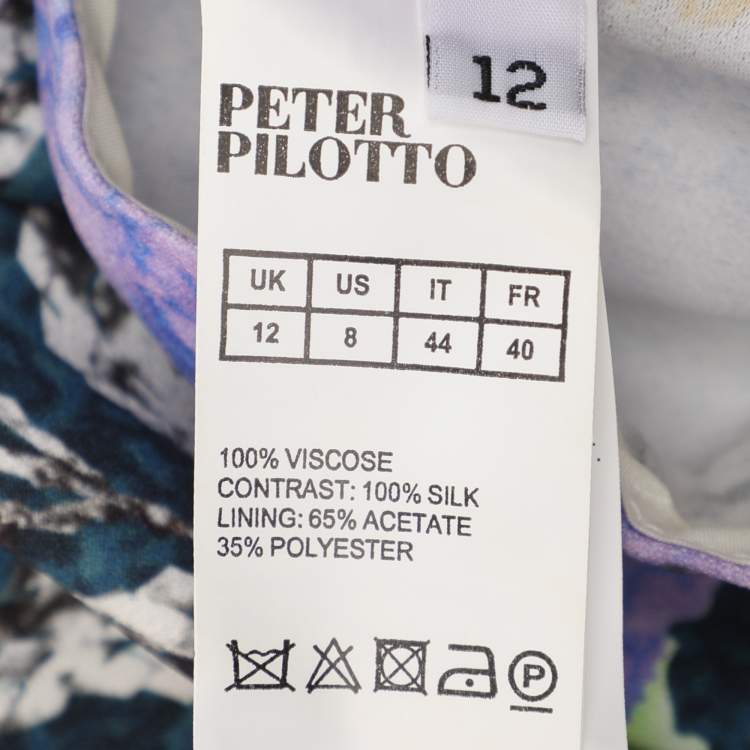 12
PETER
PILOTTO
UK US IT FR
12 8 44 40
100% VISCOSE
CONTRAST: 100% SILK
LINING: 65% ACETATE
35% POLYESTER
P